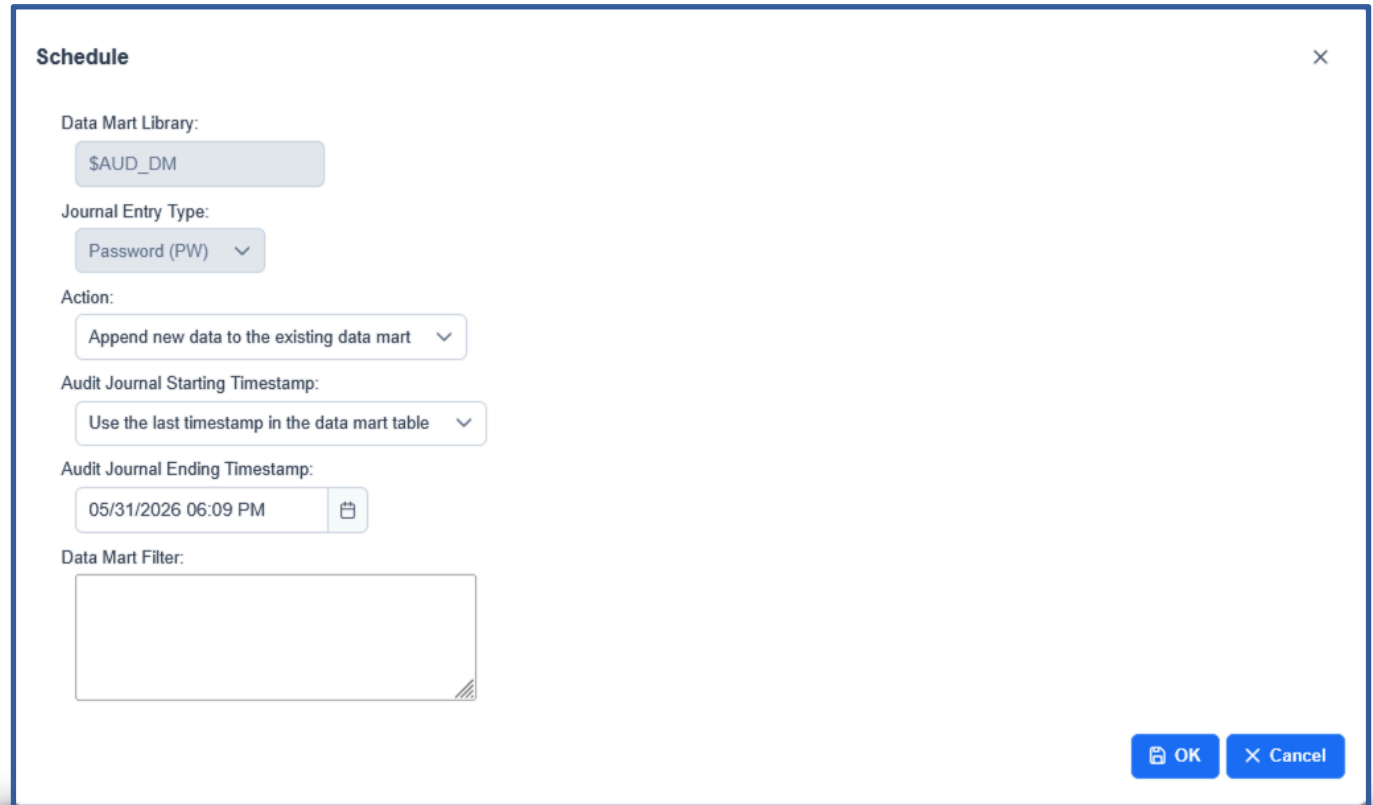 Schedule
Data Mart Library:
$AUD_DM
Journal Entry Type:
Password (PW)
Action:
Append new data to the existing data mart
Audit Journal Starting Timestamp:
Use the last timestamp in the data mart table
Audit Journal Ending Timestamp:
05/31/2026 06:09 PM
Data Mart Filter:
OK Cancel